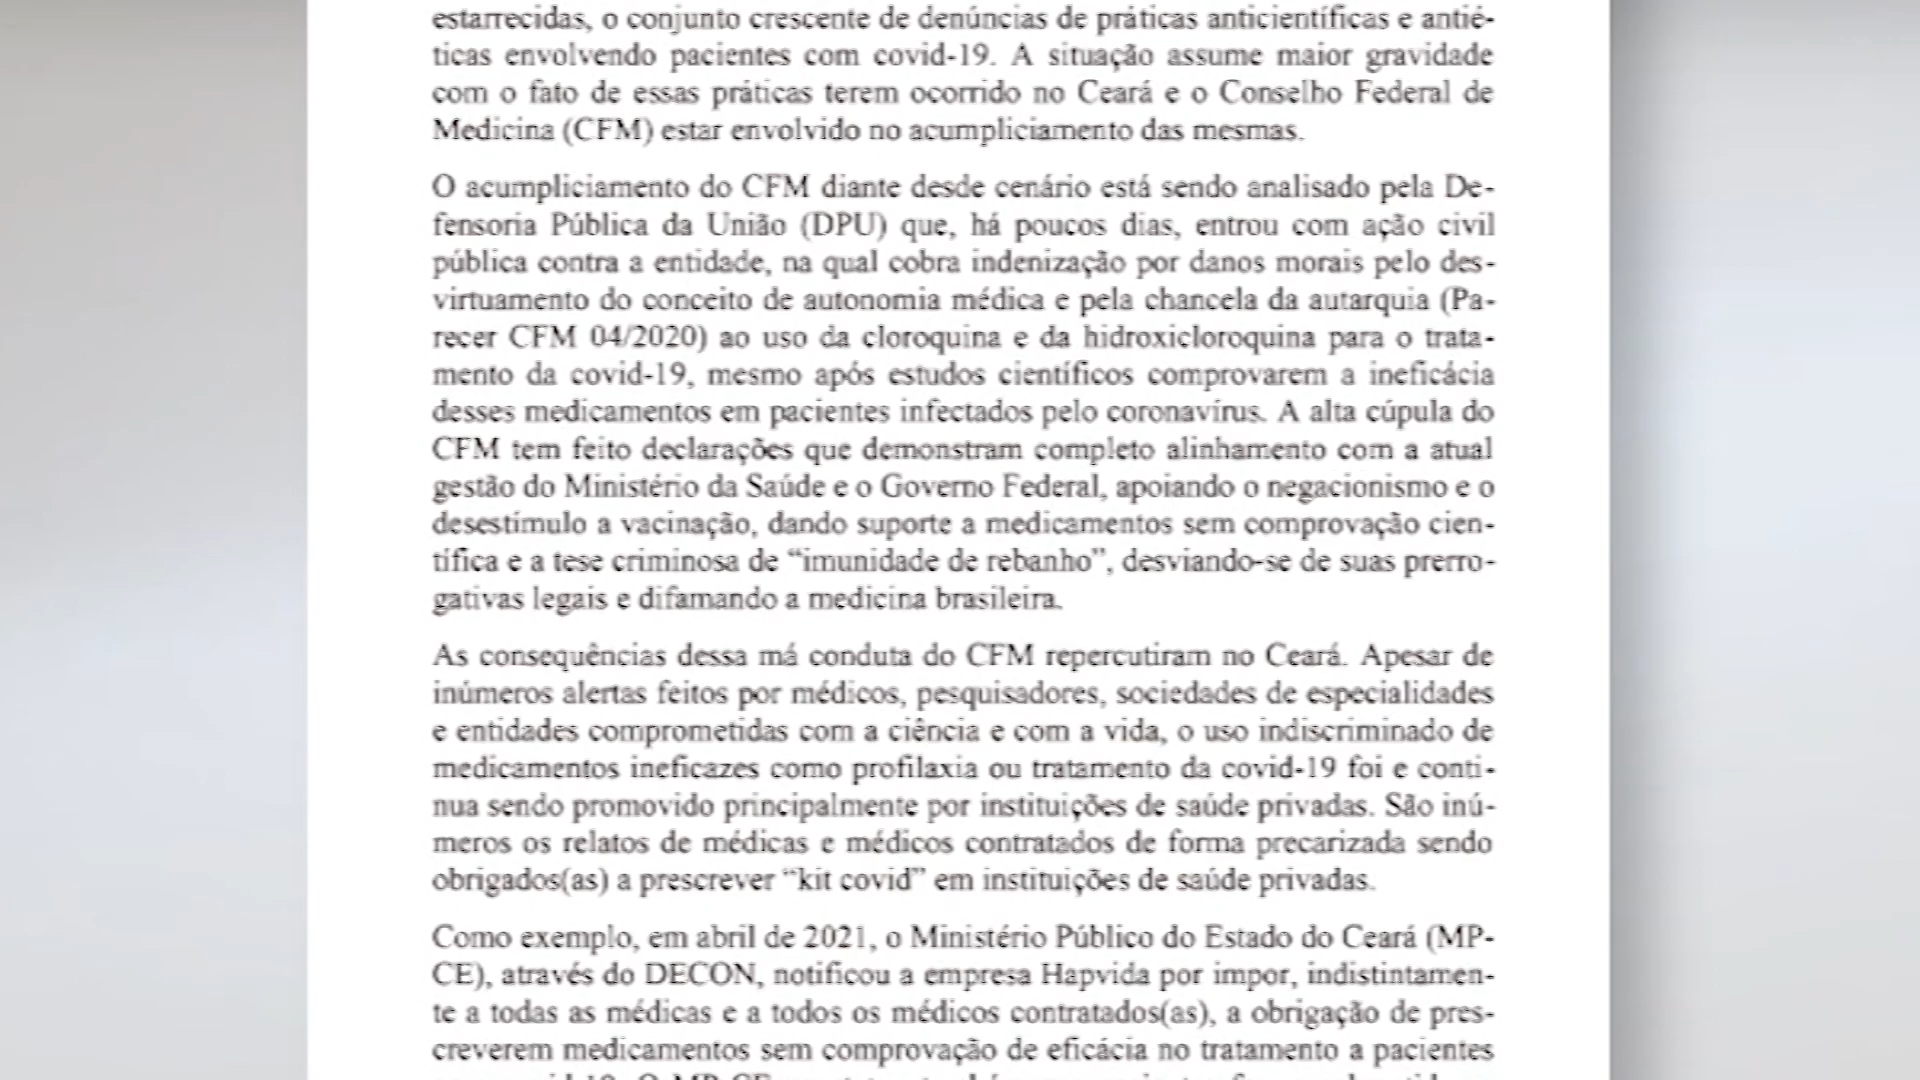 estarrecidas, o conjunto crescente de denúncias de práticas anticientíficas e antié-
ticas envolvendo pacientes com covid-19. A situação assume maior gravidade
com o fato de essas práticas terem ocorrido no Ceará e o Conselho Federal de
Medicina (CFM) estar envolvido no acumpliciamento das mesmas.
O acumpliciamento do CFM diante desde cenário está sendo analisado pela De-
fensoria Pública da União (DPU) que, há poucos dias, entrou com ação civil
pública contra a entidade, na qual cobra indenização por danos morais pelo des-
virtuamento do conceito de autonomia médica e pela chancela da autarquia (Pa-
recer CFM 04/2020) ao uso da cloroquina e da hidroxicloroquina para o trata-
mento da covid-19, mesmo após estudos científicos comprovarem a ineficácia
desses medicamentos em pacientes infectados pelo coronavírus. A alta cúpula do
CFM tem feito declarações que demonstram completo alinhamento com a atual
gestão do Ministério da Saúde e o Governo Federal, apoiando o negacionismo e o
desestímulo a vacinação, dando suporte a medicamentos sem comprovação cien-
tífica e a tese criminosa de “imunidade de rebanho”, desviando-se de suas prerro-
gativas legais e difamando a medicina brasileira.
As consequências dessa má conduta do CFM repercutiram no Ceará. Apesar de
inúmeros alertas feitos por médicos, pesquisadores, sociedades de especialidades
e entidades comprometidas com a ciência e com a vida, o uso indiscriminado de
medicamentos ineficazes como profilaxia ou tratamento da covid-19 foi e conti-
nua sendo promovido principalmente por instituições de saúde privadas. São inú-
meros os relatos de médicas e médicos contratados de forma precarizada sendo
obrigados(as) a prescrever “kit covid” em instituições de saúde privadas.
Como exemplo, em abril de 2021, o Ministério Público do Estado do Ceará (MP-
CE), através do DECON, notificou a empresa Hapvida por impor, indistintamen-
te a todas as médicas e a todos os médicos contratados(as), a obrigação de pres-
creverem medicamentos sem comprovação de eficácia no tratamento a pacientes